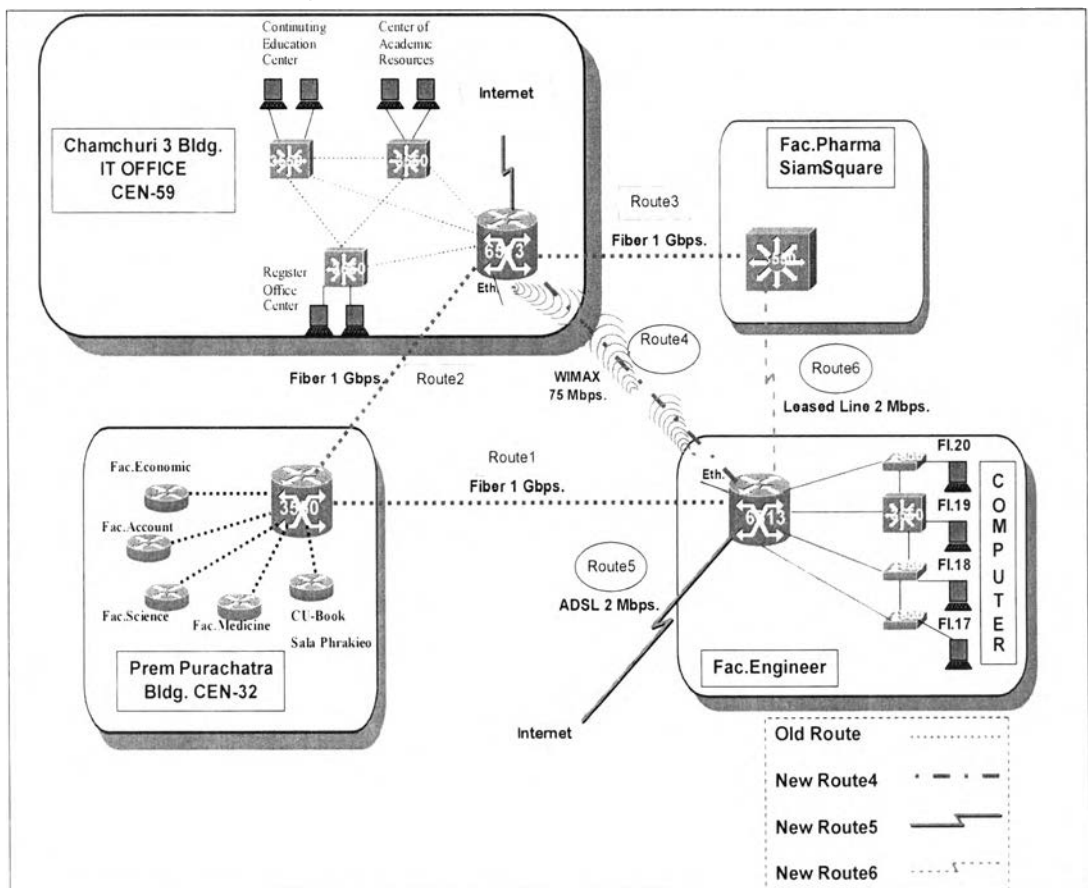 Continuting
Education
Center
Center of
Academic
Resources
Internet
Chamchuri 3 Bldg.
IT OFFICE
CEN-59
Register
Office
Center
Eth.
Fac.Pharma
SiamSquare
Route3
Fiber 1 Gbps.
Route4
WIMAX
75 Mbps.
Route6
Leased Line 2 Mbps.
Fiber 1 Gbps.
Route2
Route1
Fiber 1 Gbps.
Fac.Economic
Fac.Account
Fac.Science
Fac.Medicine
CU-Book
Sala Phrakieo
Prem Purachatra
Bldg. CEN-32
Eth.
Route5
ADSL 2 Mbps.
Internet
Fl.20
Fl.19
Fl.18
Fl.17
COMPUTER
Fac.Engineer
Old Route
New Route4
New Route5
New Route6